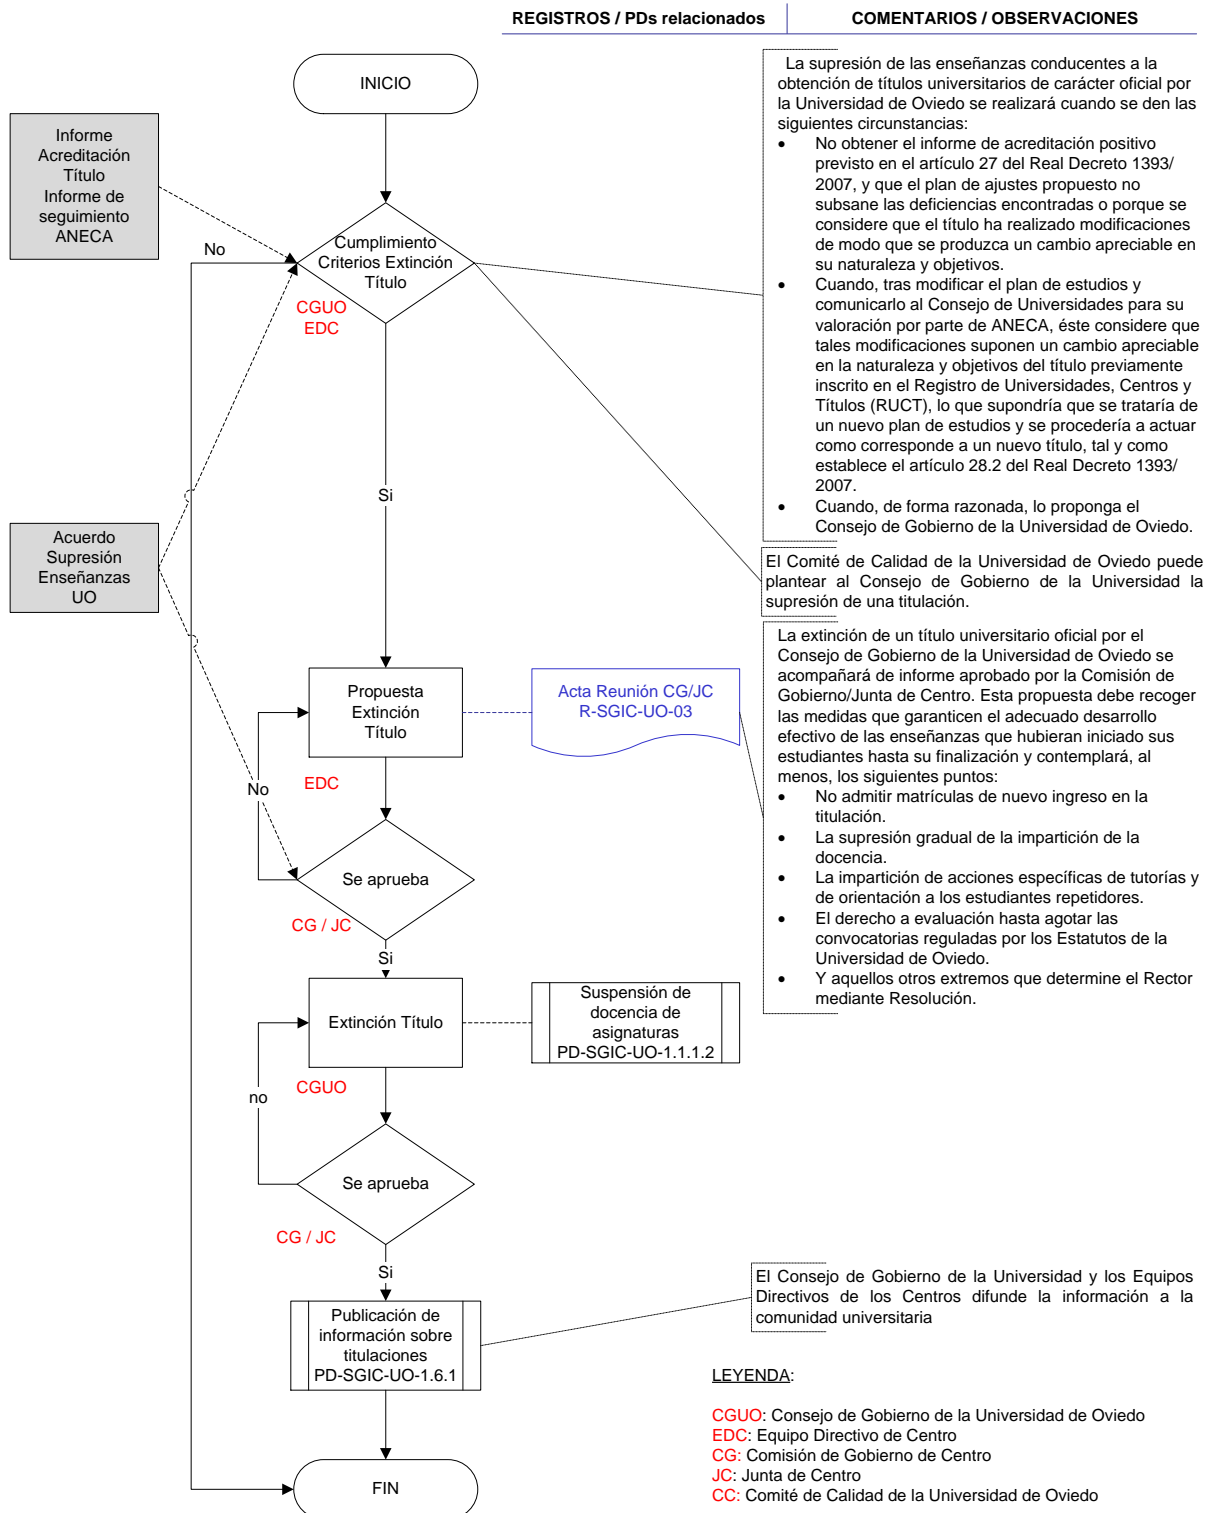 REGISTROS / PDs relacionados
COMENTARIOS / OBSERVACIONES
INICIO
La supresión de las enseñanzas conducentes a la
obtención de títulos universitarios de carácter oficial por
la Universidad de Oviedo se realizará cuando se den las
siguientes circunstancias:
• No obtener el informe de acreditación positivo
previsto en el artículo 27 del Real Decreto 1393/
2007, y que el plan de ajustes propuesto no
subsane las deficiencias encontradas o porque se
considere que el título ha realizado modificaciones
de modo que se produzca un cambio apreciable en
su naturaleza y objetivos.
• Cuando, tras modificar el plan de estudios y
comunicarlo al Consejo de Universidades para su
valoración por parte de ANECA, éste considere que
tales modificaciones suponen un cambio apreciable
en la naturaleza y objetivos del título previamente
inscrito en el Registro de Universidades, Centros y
Títulos (RUCT), lo que supondría que se trataría de
un nuevo plan de estudios y se procedería a actuar
como corresponde a un nuevo título, tal y como
establece el artículo 28.2 del Real Decreto 1393/
2007.
• Cuando, de forma razonada, lo proponga el
Consejo de Gobierno de la Universidad de Oviedo.
Informe
Acreditación
Título
Informe de
seguimiento
ANECA
No
Cumplimiento
Criterios Extinción
Título
CGUO
EDC
Si
Acuerdo
Supresión
Enseñanzas
UO
El Comité de Calidad de la Universidad de Oviedo puede
plantear al Consejo de Gobierno de la Universidad la
supresión de una titulación.
La extinción de un título universitario oficial por el
Consejo de Gobierno de la Universidad de Oviedo se
acompañará de informe aprobado por la Comisión de
Gobierno/Junta de Centro. Esta propuesta debe recoger
las medidas que garanticen el adecuado desarrollo
efectivo de las enseñanzas que hubieran iniciado sus
estudiantes hasta su finalización y contemplará, al
menos, los siguientes puntos:
• No admitir matrículas de nuevo ingreso en la
titulación.
• La supresión gradual de la impartición de la
docencia.
• La impartición de acciones específicas de tutorías y
de orientación a los estudiantes repetidores.
• El derecho a evaluación hasta agotar las
convocatorias reguladas por los Estatutos de la
Universidad de Oviedo.
• Y aquellos otros extremos que determine el Rector
mediante Resolución.
Propuesta
Extinción
Título
Acta Reunión CG/JC
R-SGIC-UO-03
EDC
No
Se aprueba
CG / JC
Si
Extinción Título
Suspensión de
docencia de
asignaturas
PD-SGIC-UO-1.1.1.2
CGUO
no
Se aprueba
CG / JC
Si
El Consejo de Gobierno de la Universidad y los Equipos
Directivos de los Centros difunde la información a la
comunidad universitaria
Publicación de
información sobre
titulaciones
PD-SGIC-UO-1.6.1
LEYENDA:
CGUO: Consejo de Gobierno de la Universidad de Oviedo
EDC: Equipo Directivo de Centro
CG: Comisión de Gobierno de Centro
JC: Junta de Centro
CC: Comité de Calidad de la Universidad de Oviedo
FIN